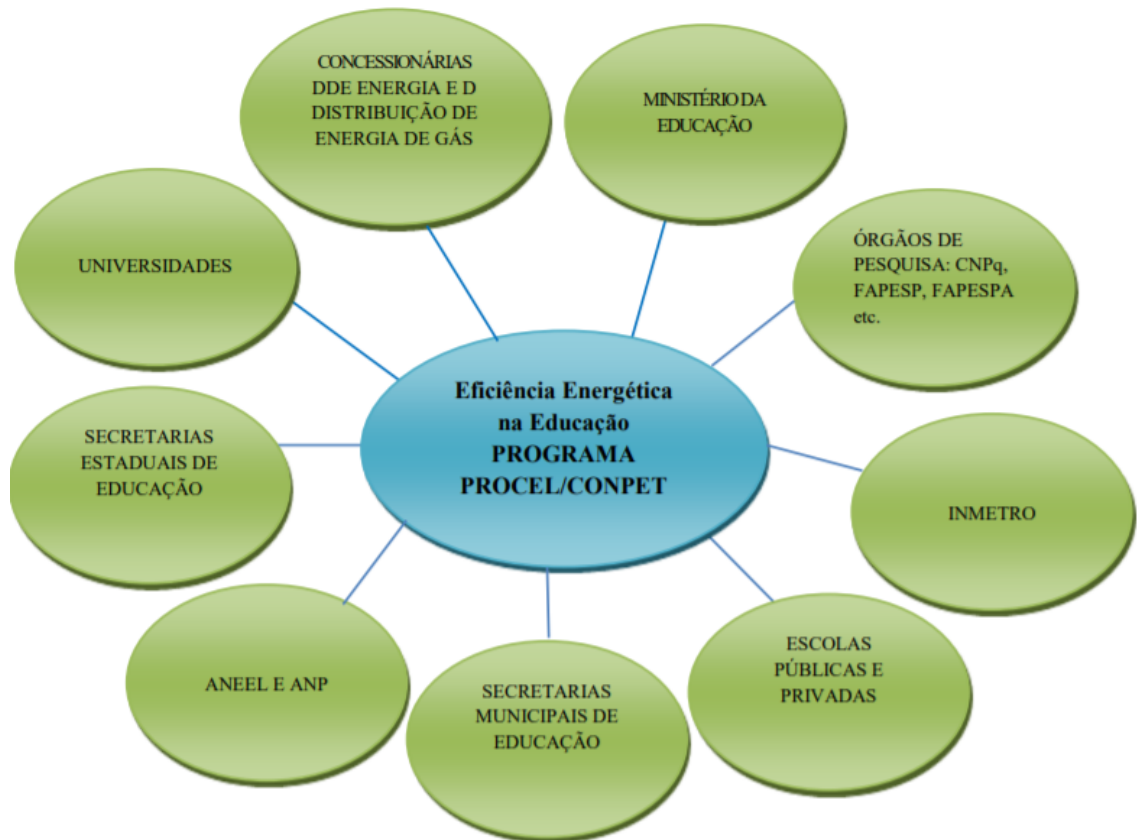 CONCESSIONÁRIAS
DDE ENERGIA E D
DISTRIBUIÇÃO DE
ENERGIA DE GÁS
MINISTÉRIO DA
EDUCAÇÃO
UNIVERSIDADES
ÓRGÃOS DE
PESQUISA: CNPq,
FAPESP, FAPESPA
etc.
Eficiência Energética
na Educação
PROGRAMA
PROCEL/CONPET
SECRETARIAS
ESTADUAIS DE
EDUCAÇÃO
INMETRO
ANEEL E ANP
SECRETARIAS
MUNICIPAIS DE
EDUCAÇÃO
ESCOLAS
PÚBLICAS E
PRIVADAS